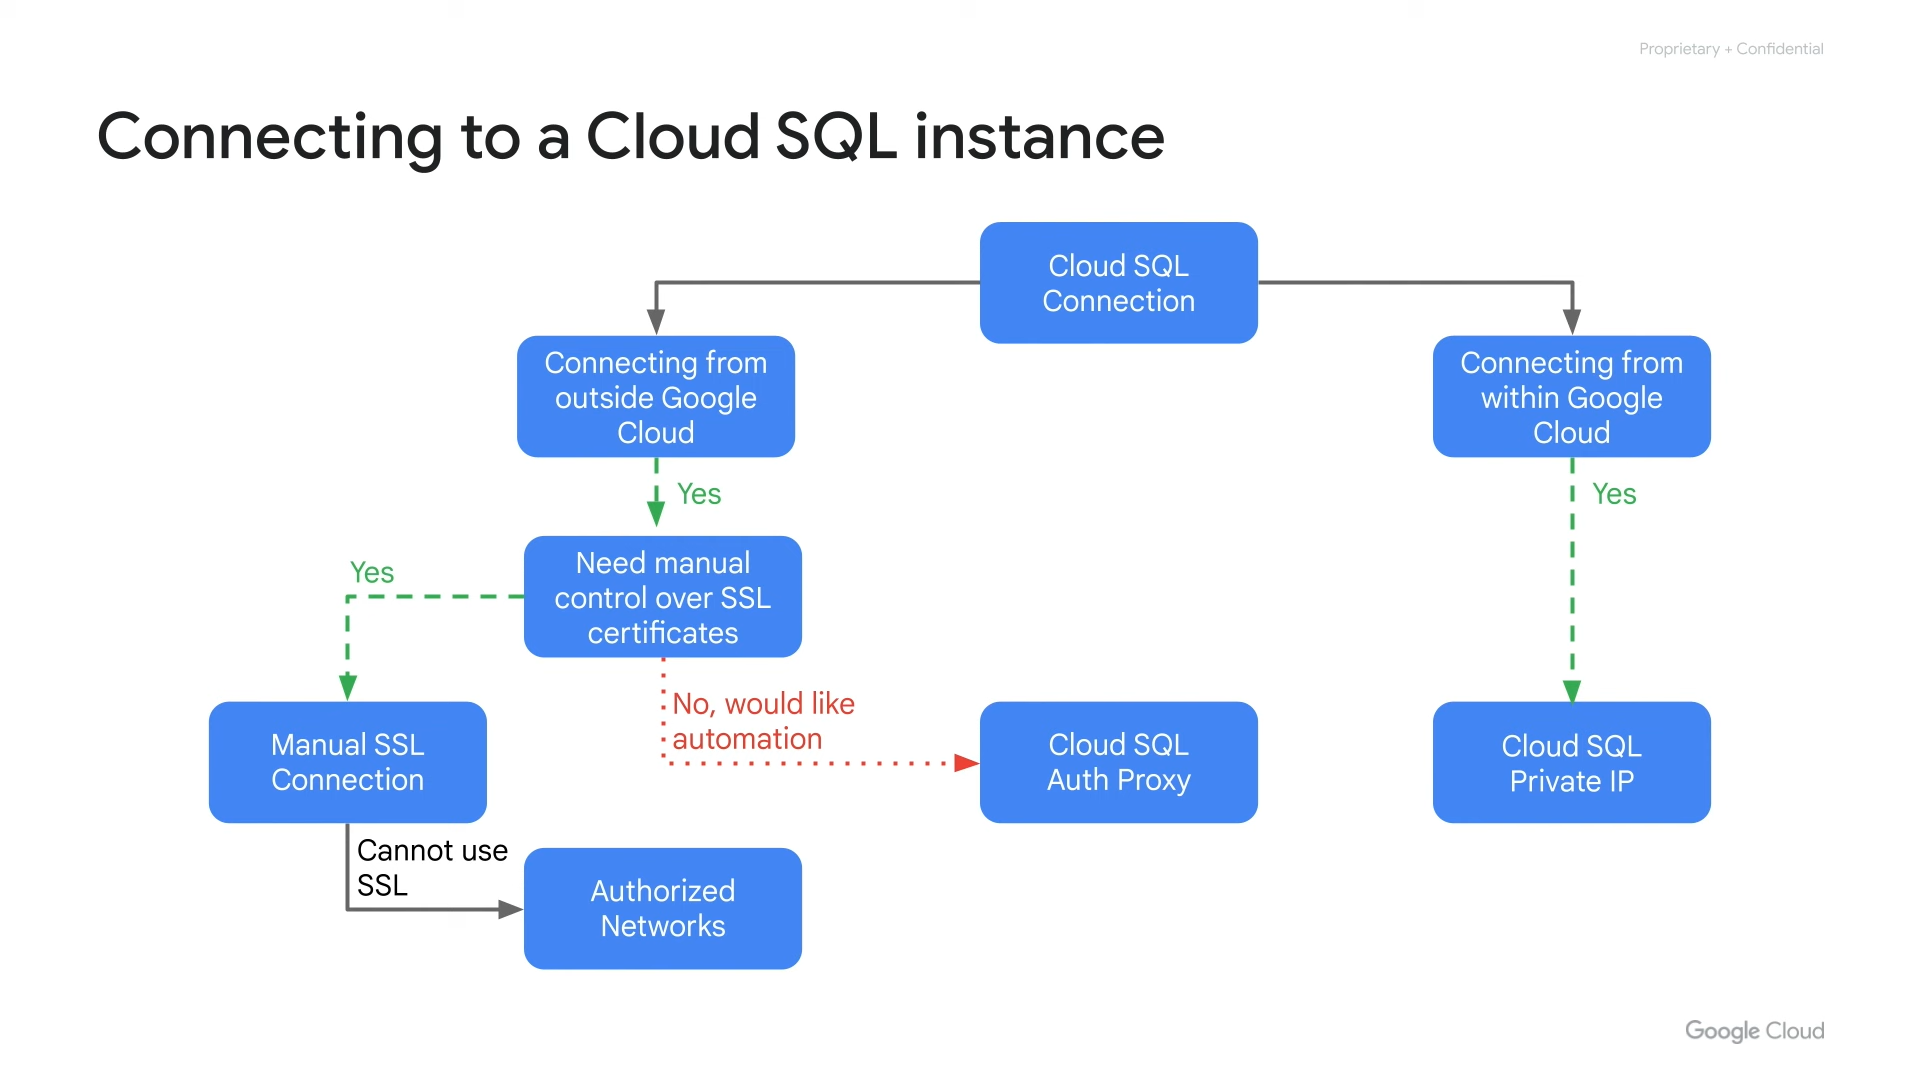 Proprietary + Confidential
Connecting to a Cloud SQL instance
Cloud SQL
Connection
Connecting from
outside Google
Cloud
Connecting from
within Google
Cloud
Yes
Yes
Yes
Need manual
control over SSL
certificates
No, would like
automation
Manual SSL
Connection
Cloud SQL
Auth Proxy
Cloud SQL
Private IP
Cannot use
SSL
Authorized
Networks
Google Cloud